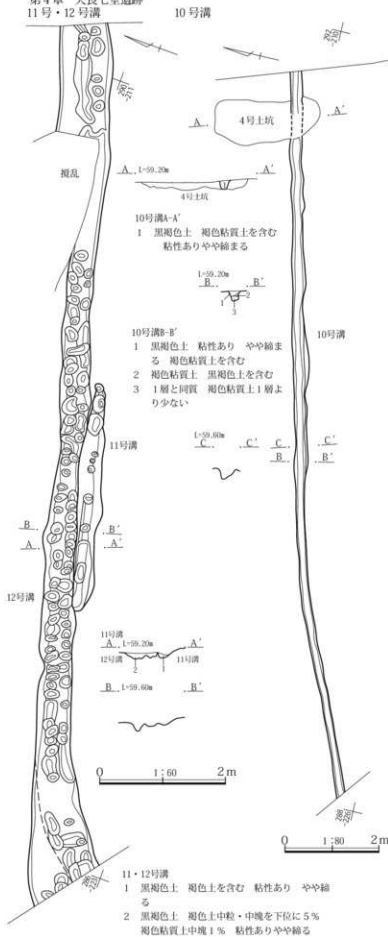 第4章 天良七堂遺跡
11号・12号溝
10号溝
4号土坑
A
A′
攪乱
A L=59.20m A′
4号土坑
10号溝A-A′
1 黒褐色土 褐色粘質土を含む
粘性ありやや締まる
L=59.20m
B B′
1
2
3
10号溝B-B′
1 黒褐色土 粘性あり やや締ま
る 褐色粘質土を含む
2 褐色粘質土 黒褐色土を含む
3 1層と同質 褐色粘質土1層よ
り少ない
10号溝
L=59.60m
C C′
C C′
B B′
11号溝
B B′
A A′
12号溝
11号溝
A L=59.20m A′
12号溝 11号溝
2 1
B L=59.60m B′
0 1:60 2m
0 1:80 2m
11・12号溝
1 黒褐色土 褐色土を含む 粘性あり やや締
る
2 黒褐色土 褐色土中粒・中塊を下位に5%
褐色粘質土中塊1% 粘性ありやや締る